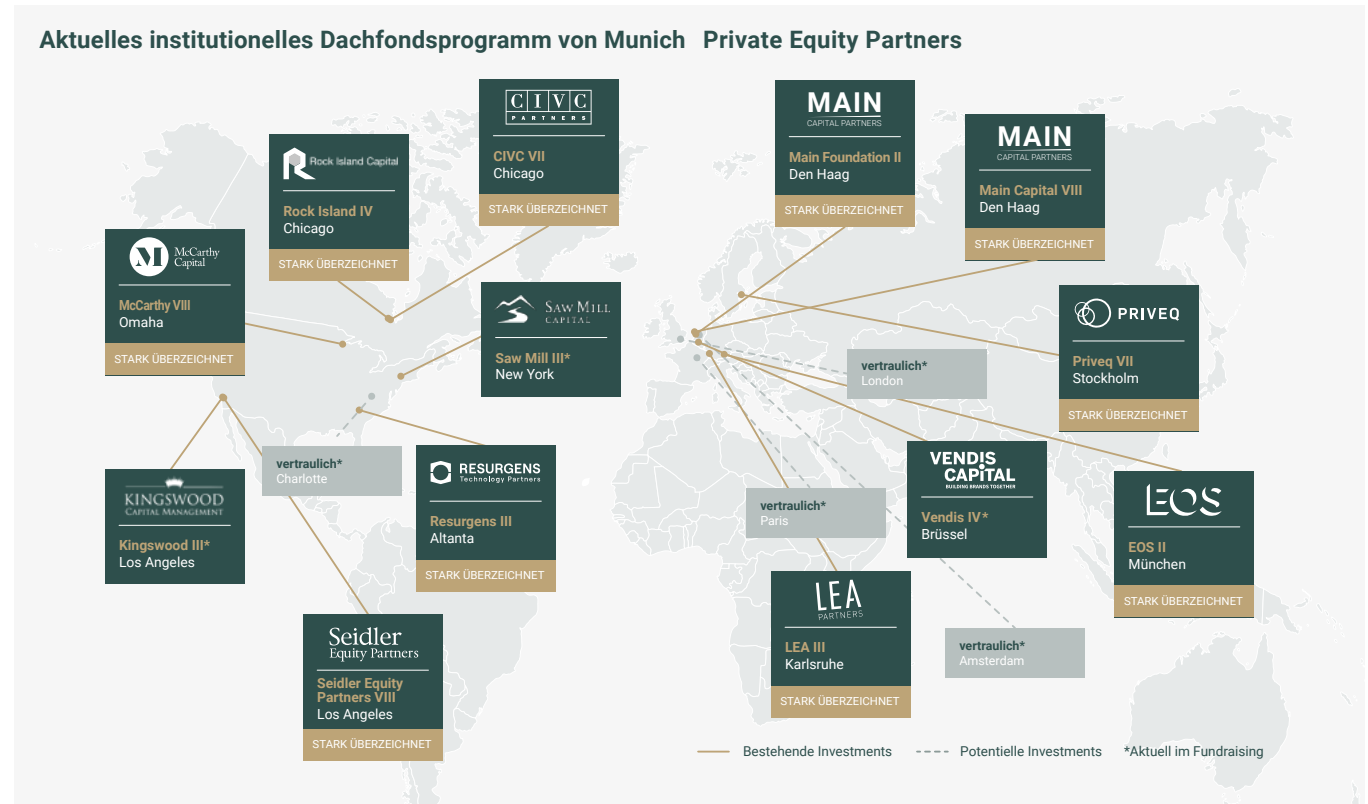 Aktuelles institutionelles Dachfondsprogramm von Munich Private Equity Partners
CIVC
PARTNERS
CIVC VII
Chicago
STARK ÜBERZEICHNET
MAIN
CAPITAL PARTNERS
Main Foundation II
Den Haag
STARK ÜBERZEICHNET
MAIN
CAPITAL PARTNERS
Main Capital VIII
Den Haag
STARK ÜBERZEICHNET
Rock Island Capital
Rock Island IV
Chicago
STARK ÜBERZEICHNET
M
McCarthy
Capital
McCarthy VIII
Omaha
STARK ÜBERZEICHNET
SAW MILL
CAPITAL
Saw Mill III*
New York
PRIVEQ
Priveq VII
Stockholm
STARK ÜBERZEICHNET
vertraulich*
London
vertraulich*
Charlotte
RESURGENS
Technology Partners
Resurgens III
Altanta
STARK ÜBERZEICHNET
KINGSWOOD
CAPITAL MANAGEMENT
Kingswood III*
Los Angeles
VENDIS
CAPITAL
BUILDING BRANDS TOGETHER
Vendis IV*
Brüssel
EOS
EOS II
München
STARK ÜBERZEICHNET
vertraulich*
Paris
LEA
PARTNERS
LEA III
Karlsruhe
STARK ÜBERZEICHNET
vertraulich*
Amsterdam
Seidler
Equity Partners
Seidler Equity
Partners VIII
Los Angeles
STARK ÜBERZEICHNET
Bestehende Investments
Potentielle Investments
*Aktuell im Fundraising